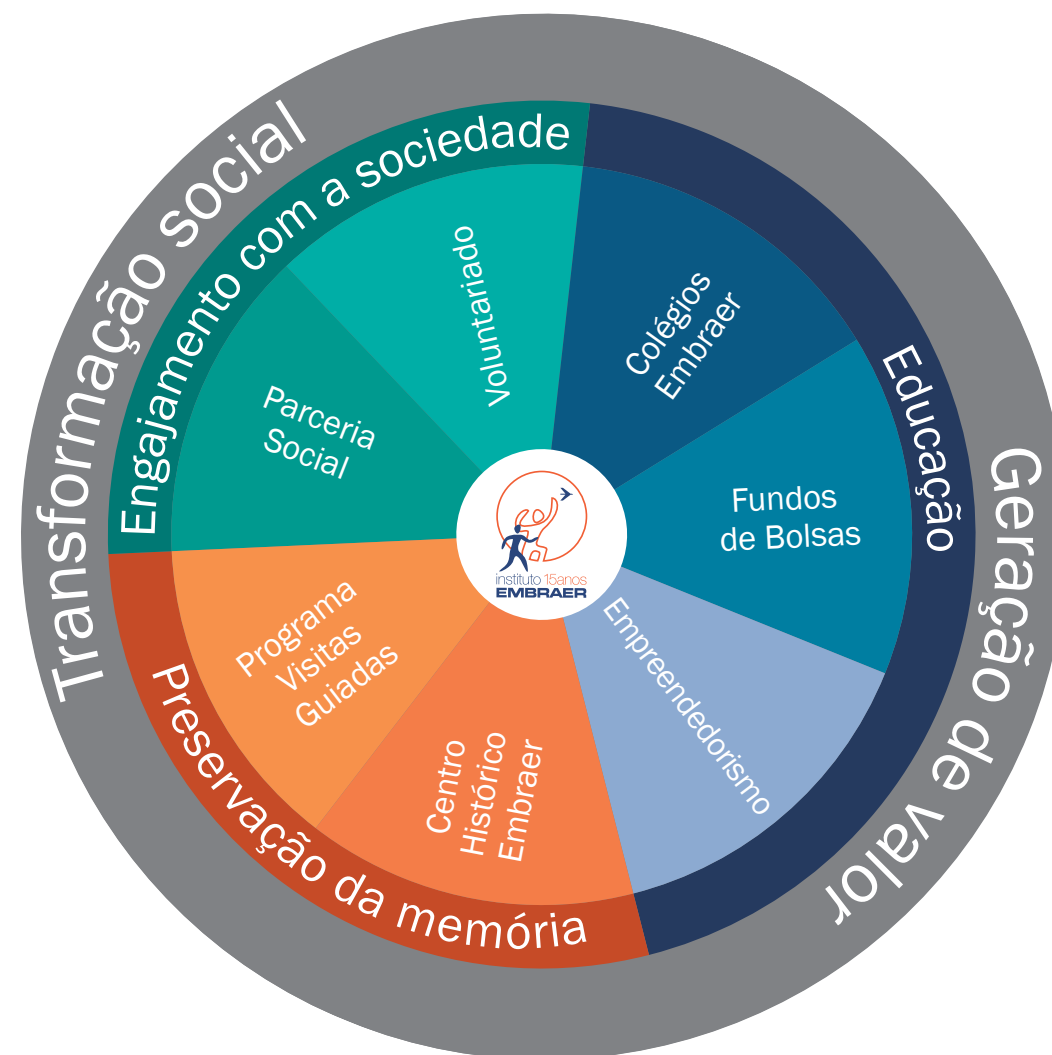 Transformação social
Geração de valor
Engajamento com a sociedade
Educação
Preservação da memória
Voluntariado
Colégios
Embraer
Fundos
de Bolsas
Empreendedorismo
Centro
Histórico
Embraer
Programa
Visitas
Guiadas
Parceria
Social
instituto 15anos
EMBRAER